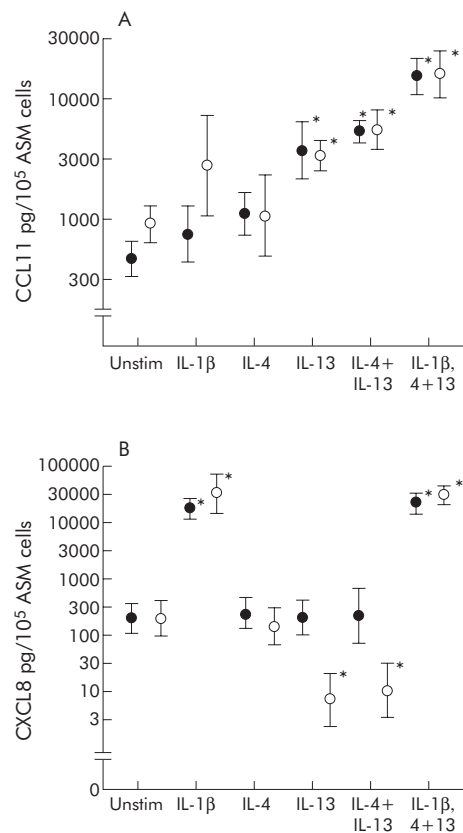 A
CCL11 pg/10⁵ ASM cells
30000
10000
3000
1000
300
* * * * * *
Unstim IL-1β IL-4 IL-13 IL-4+ IL-1β,
IL-13 4+13
B
CXCL8 pg/10⁵ ASM cells
100000
30000
10000
3000
1000
300
100
30
10
3
0
* * * * * *
Unstim IL-1β IL-4 IL-13 IL-4+ IL-1β,
IL-13 4+13